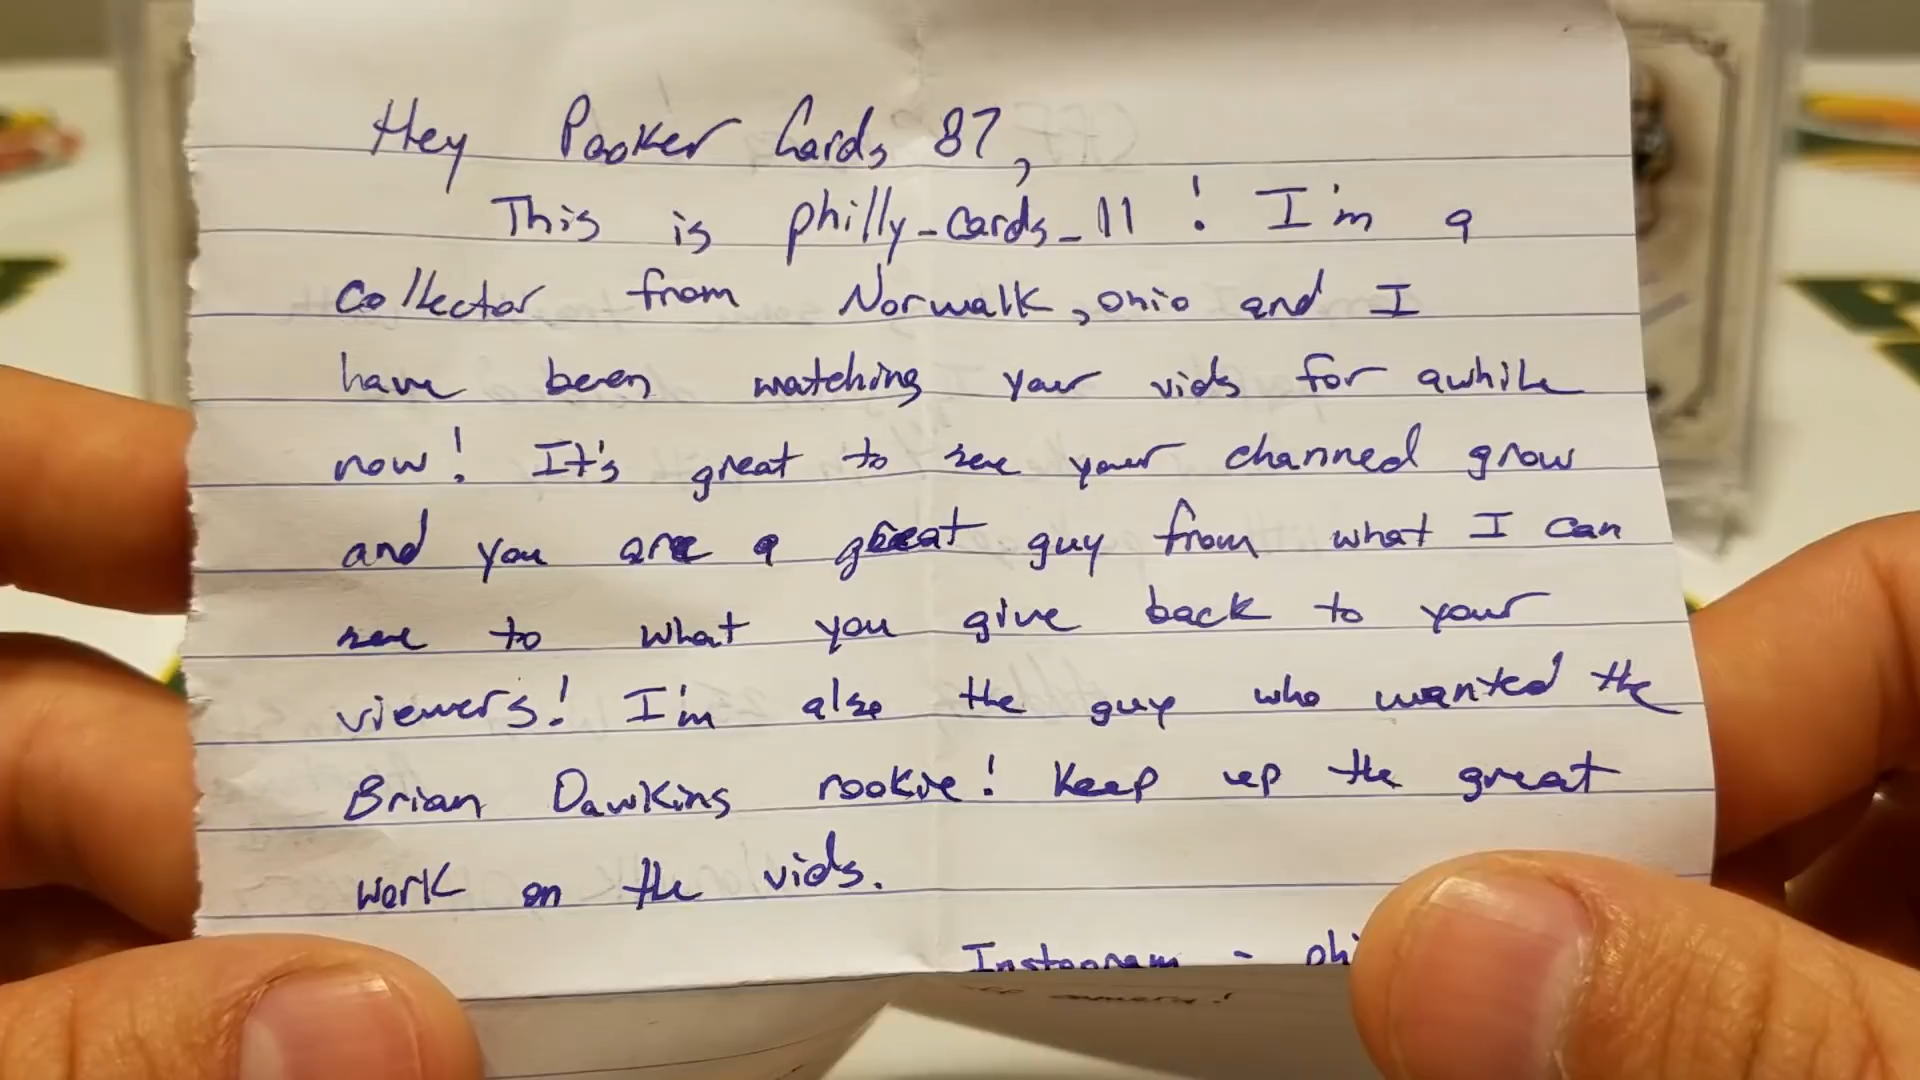 Hey Packer Cards 87,
This is philly_cards_11! I'm a
collector from Norwalk, Ohio and I
have been watching your vids for awhile
now! It's great to see your channel grow
and you are a great guy from what I can
see to what you give back to your
viewers! I'm also the guy who wanted the
Brian Dawkins rookie! Keep up the great
work on the vids.
Instagram - phi